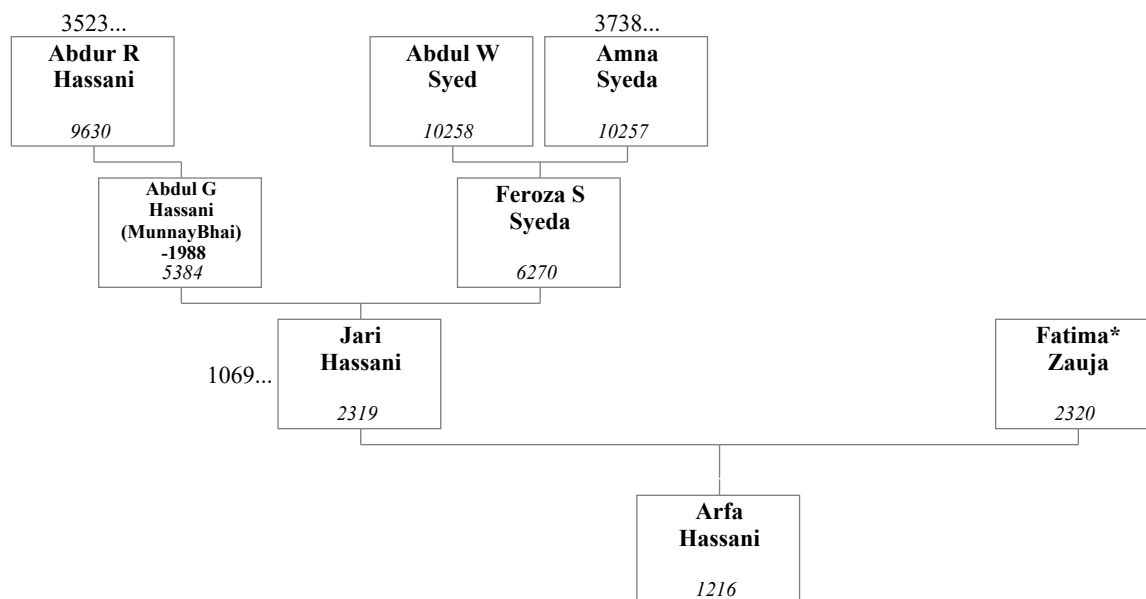 3523...
Abdur R
Hassani
9630
Abdul W
Syed
10258
3738...
Amna
Syeda
10257
Abdul G
Hassani
(MunnayBhai)
-1988
5384
Feroza S
Syeda
6270
1069...
Jari
Hassani
2319
Fatima*
Zauja
2320
Arfa
Hassani
1216